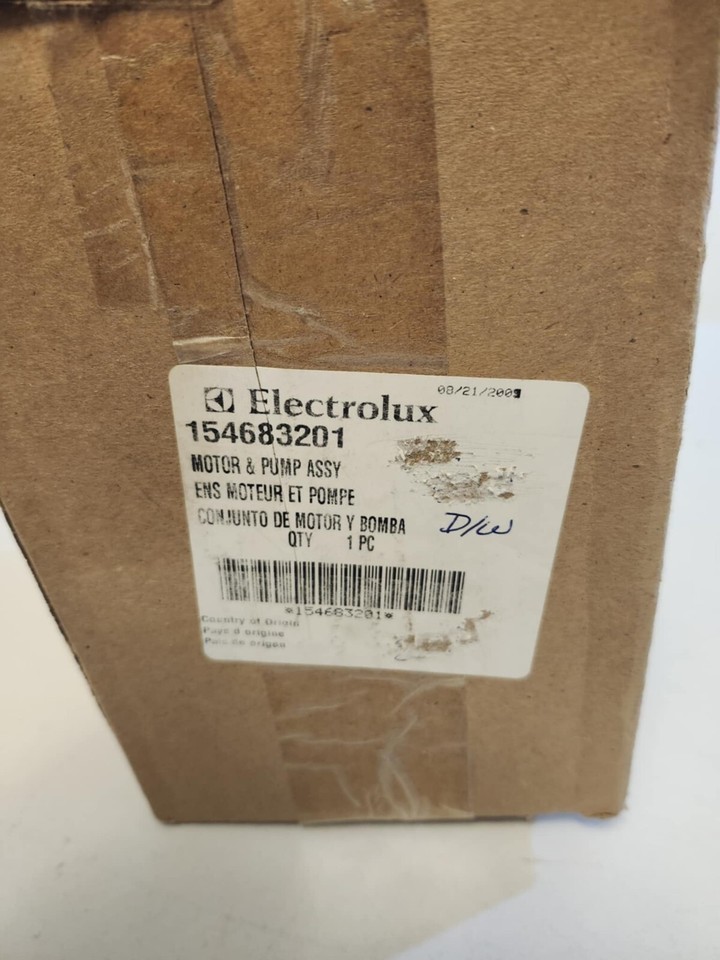 08/21/2009
Electrolux
154683201
MOTOR & PUMP ASSY
ENS MOTEUR ET POMPE
CONJUNTO DE MOTOR Y BOMBA
D/W
QTY 1 PC
*154683201*
Country of Origin
Pays d origine
Pais de origen